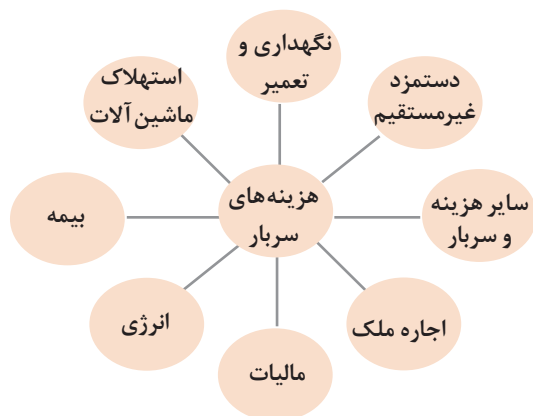 نگهداری و
تعمیر
دستمزد
غیرمستقیم
سایر هزینه
و سربار
اجاره ملک
مالیات
انرژی
بیمه
استهلاک
ماشین آلات
هزینه‌های
سربار